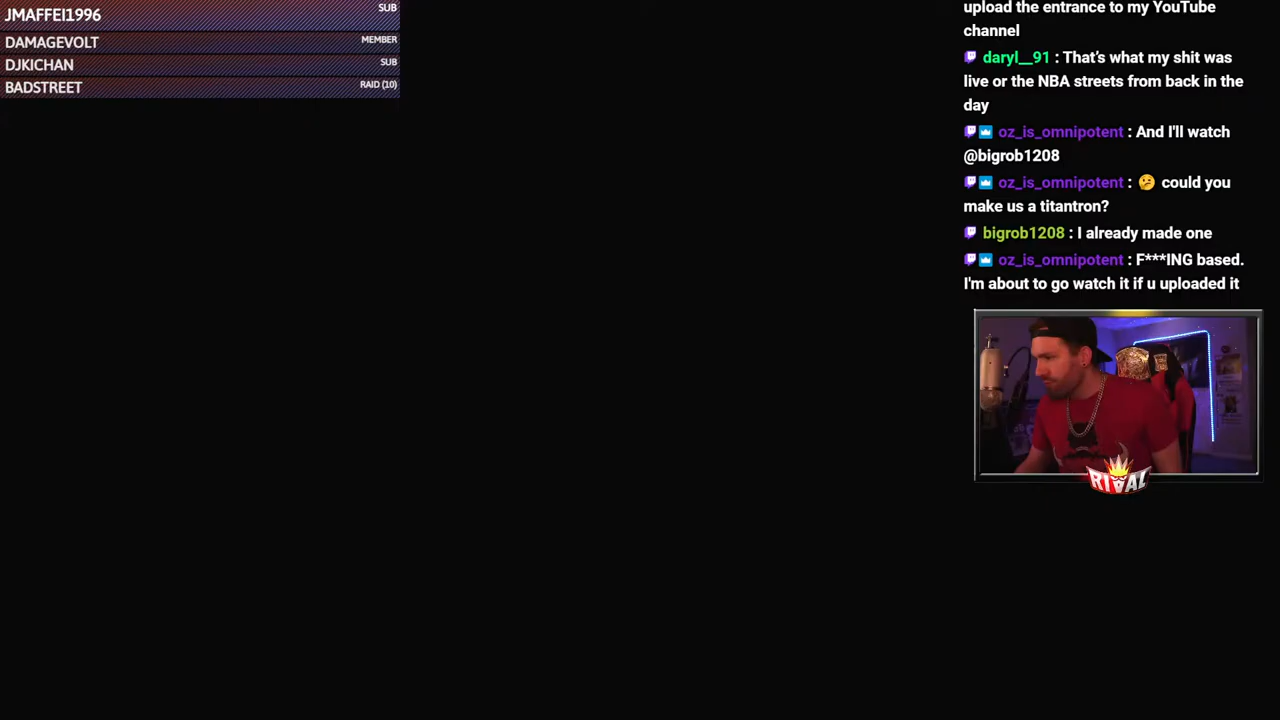 JMAFFEI1996 SUB
DAMAGEVOLT MEMBER
DJKICHAN SUB
BADSTREET RAID (10)
upload the entrance to my YouTube
channel
daryl__91 : That's what my shit was
live or the NBA streets from back in the
day
oz_is_omnipotent : And I'll watch
@bigrob1208
oz_is_omnipotent : 🤔 could you
make us a titantron?
bigrob1208 : I already made one
oz_is_omnipotent : F***ING based.
I'm about to go watch it if u uploaded it
RIVAL